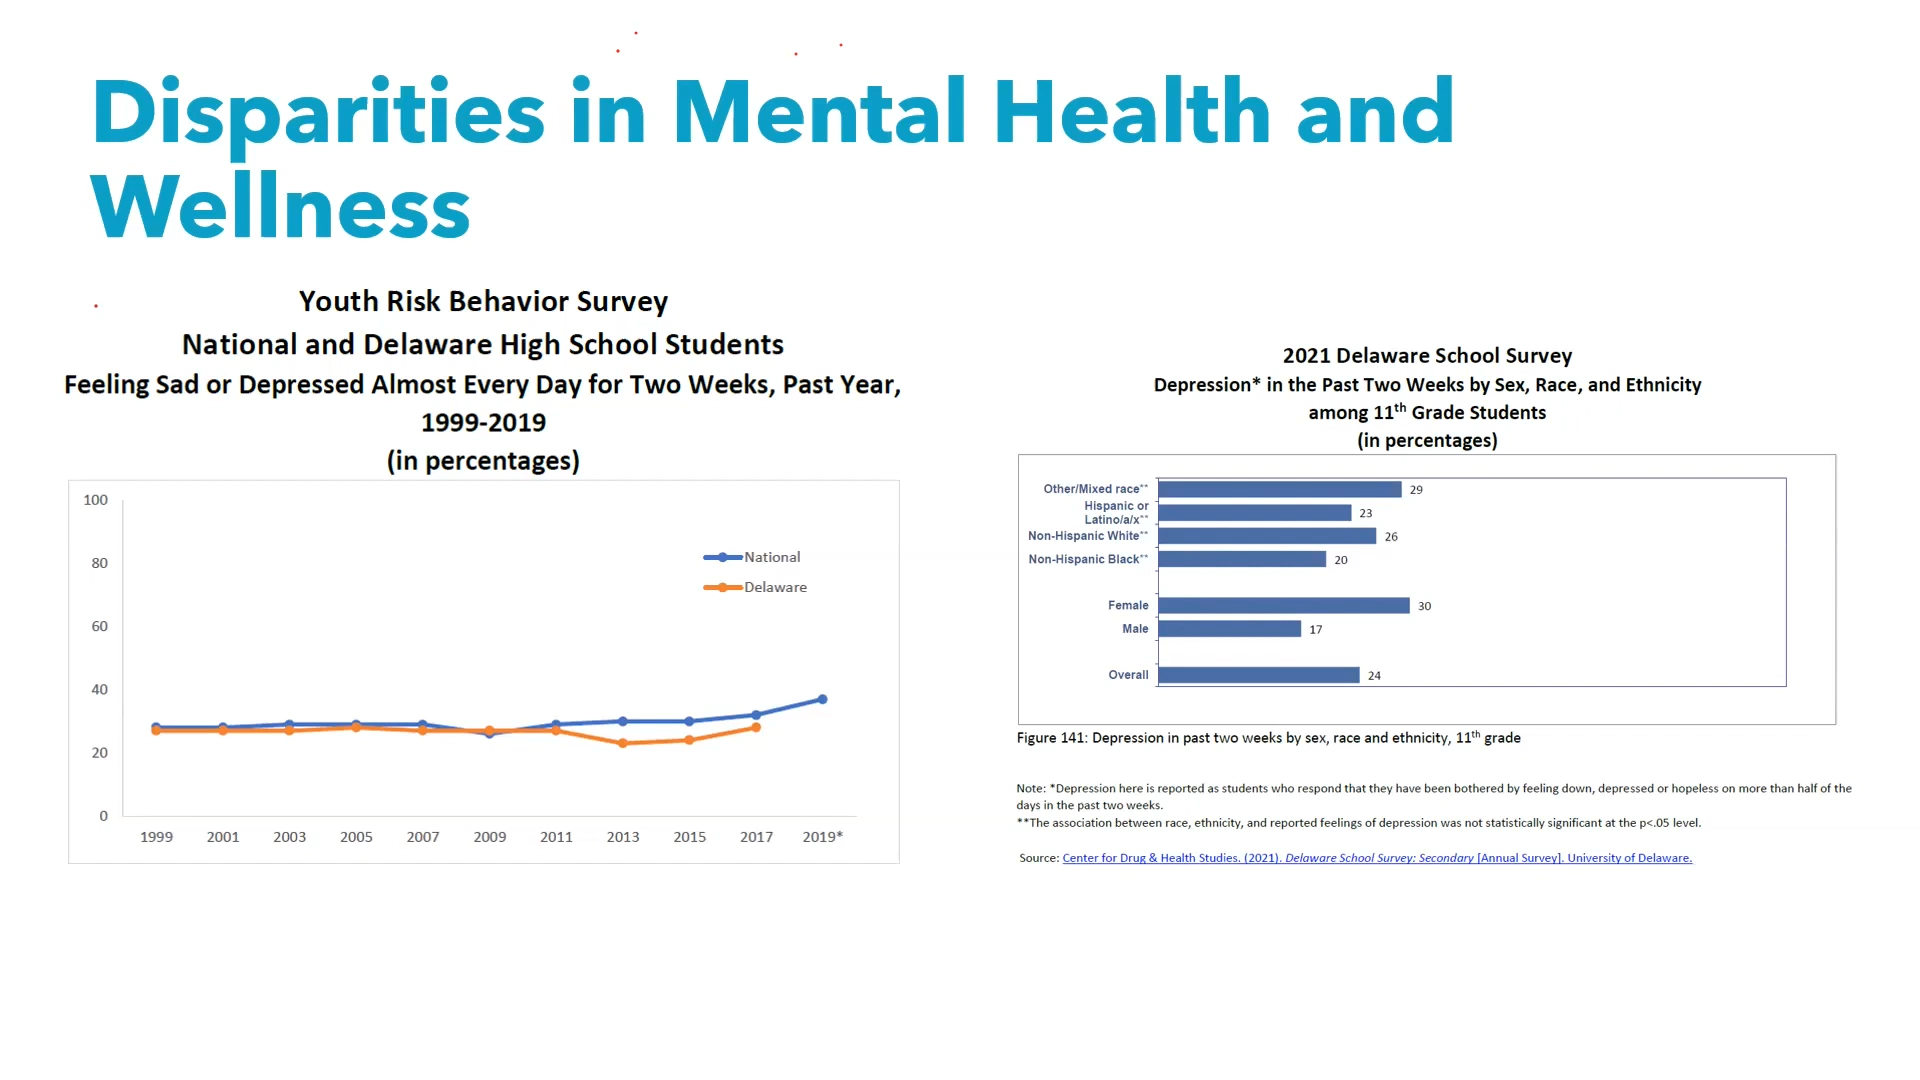 Disparities in Mental Health and
Wellness
Youth Risk Behavior Survey
National and Delaware High School Students
Feeling Sad or Depressed Almost Every Day for Two Weeks, Past Year,
1999-2019
(in percentages)
100
80
60
40
20
0
National
Delaware
1999 2001 2003 2005 2007 2009 2011 2013 2015 2017 2019*
2021 Delaware School Survey
Depression* in the Past Two Weeks by Sex, Race, and Ethnicity
among 11th Grade Students
(in percentages)
Other/Mixed race** 29
Hispanic or
Latino/a/x** 23
Non-Hispanic White** 26
Non-Hispanic Black** 20
Female 30
Male 17
Overall 24
Figure 141: Depression in past two weeks by sex, race and ethnicity, 11th grade
Note: *Depression here is reported as students who respond that they have been bothered by feeling down, depressed or hopeless on more than half of the
days in the past two weeks.
**The association between race, ethnicity, and reported feelings of depression was not statistically significant at the p<.05 level.
Source: Center for Drug & Health Studies. (2021). Delaware School Survey: Secondary [Annual Survey]. University of Delaware.